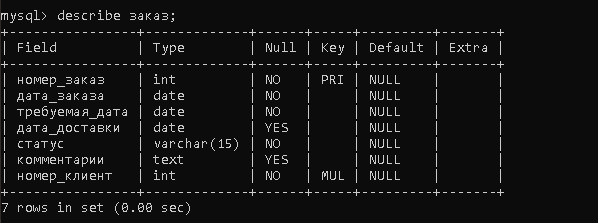 mysql> describe заказ;
+----------------+-------------+------+-----+---------+-------+
| Field          | Type        | Null | Key | Default | Extra |
+----------------+-------------+------+-----+---------+-------+
| номер_заказ    | int         | NO   | PRI | NULL    |       |
| дата_заказа    | date        | NO   |     | NULL    |       |
| требуемая_дата | date        | NO   |     | NULL    |       |
| дата_доставки  | date        | YES  |     | NULL    |       |
| статус         | varchar(15) | NO   |     | NULL    |       |
| комментарии    | text        | YES  |     | NULL    |       |
| номер_клиент   | int         | NO   | MUL | NULL    |       |
+----------------+-------------+------+-----+---------+-------+
7 rows in set (0.00 sec)